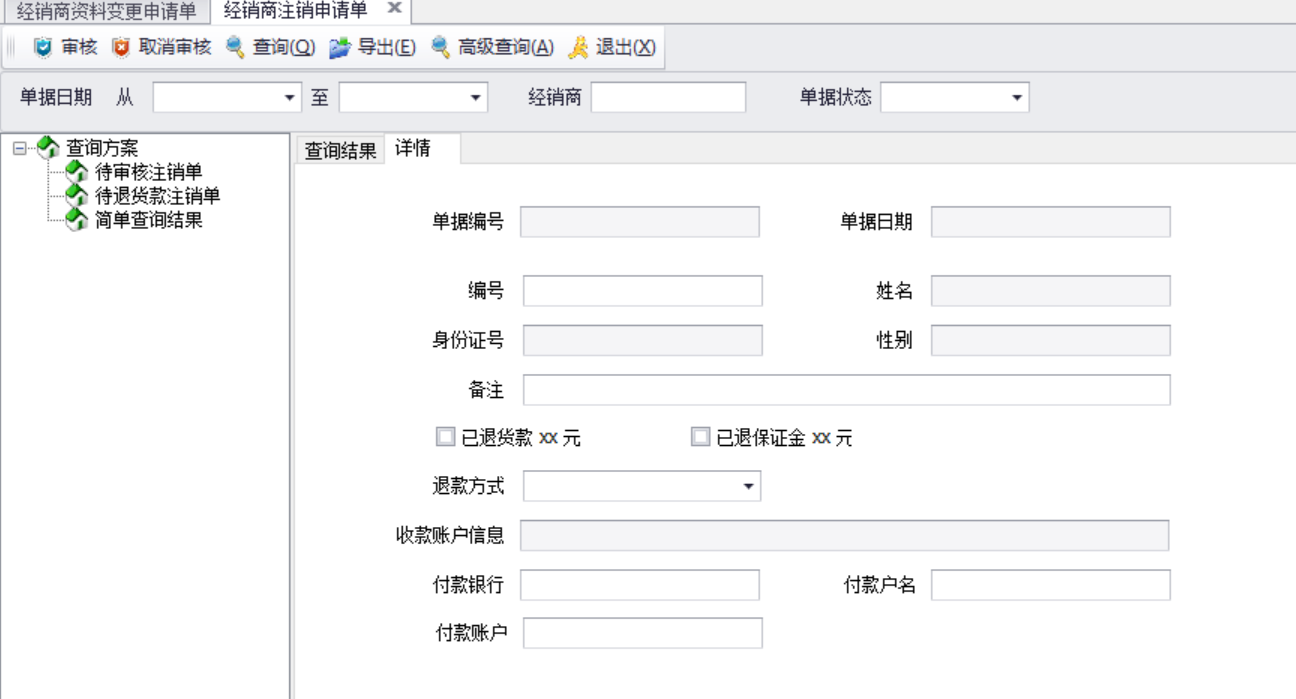 经销商资料变更申请单 经销商注销申请单
审核 取消审核 查询(Q) 导出(E) 高级查询(A) 退出(X)
单据日期 从 至 经销商 单据状态
查询方案
待审核注销单
待退货款注销单
简单查询结果
查询结果 详情
单据编号 单据日期
编号 姓名
身份证号 性别
备注
已退货款 xx 元 已退保证金 xx 元
退款方式
收款账户信息
付款银行 付款户名
付款账户